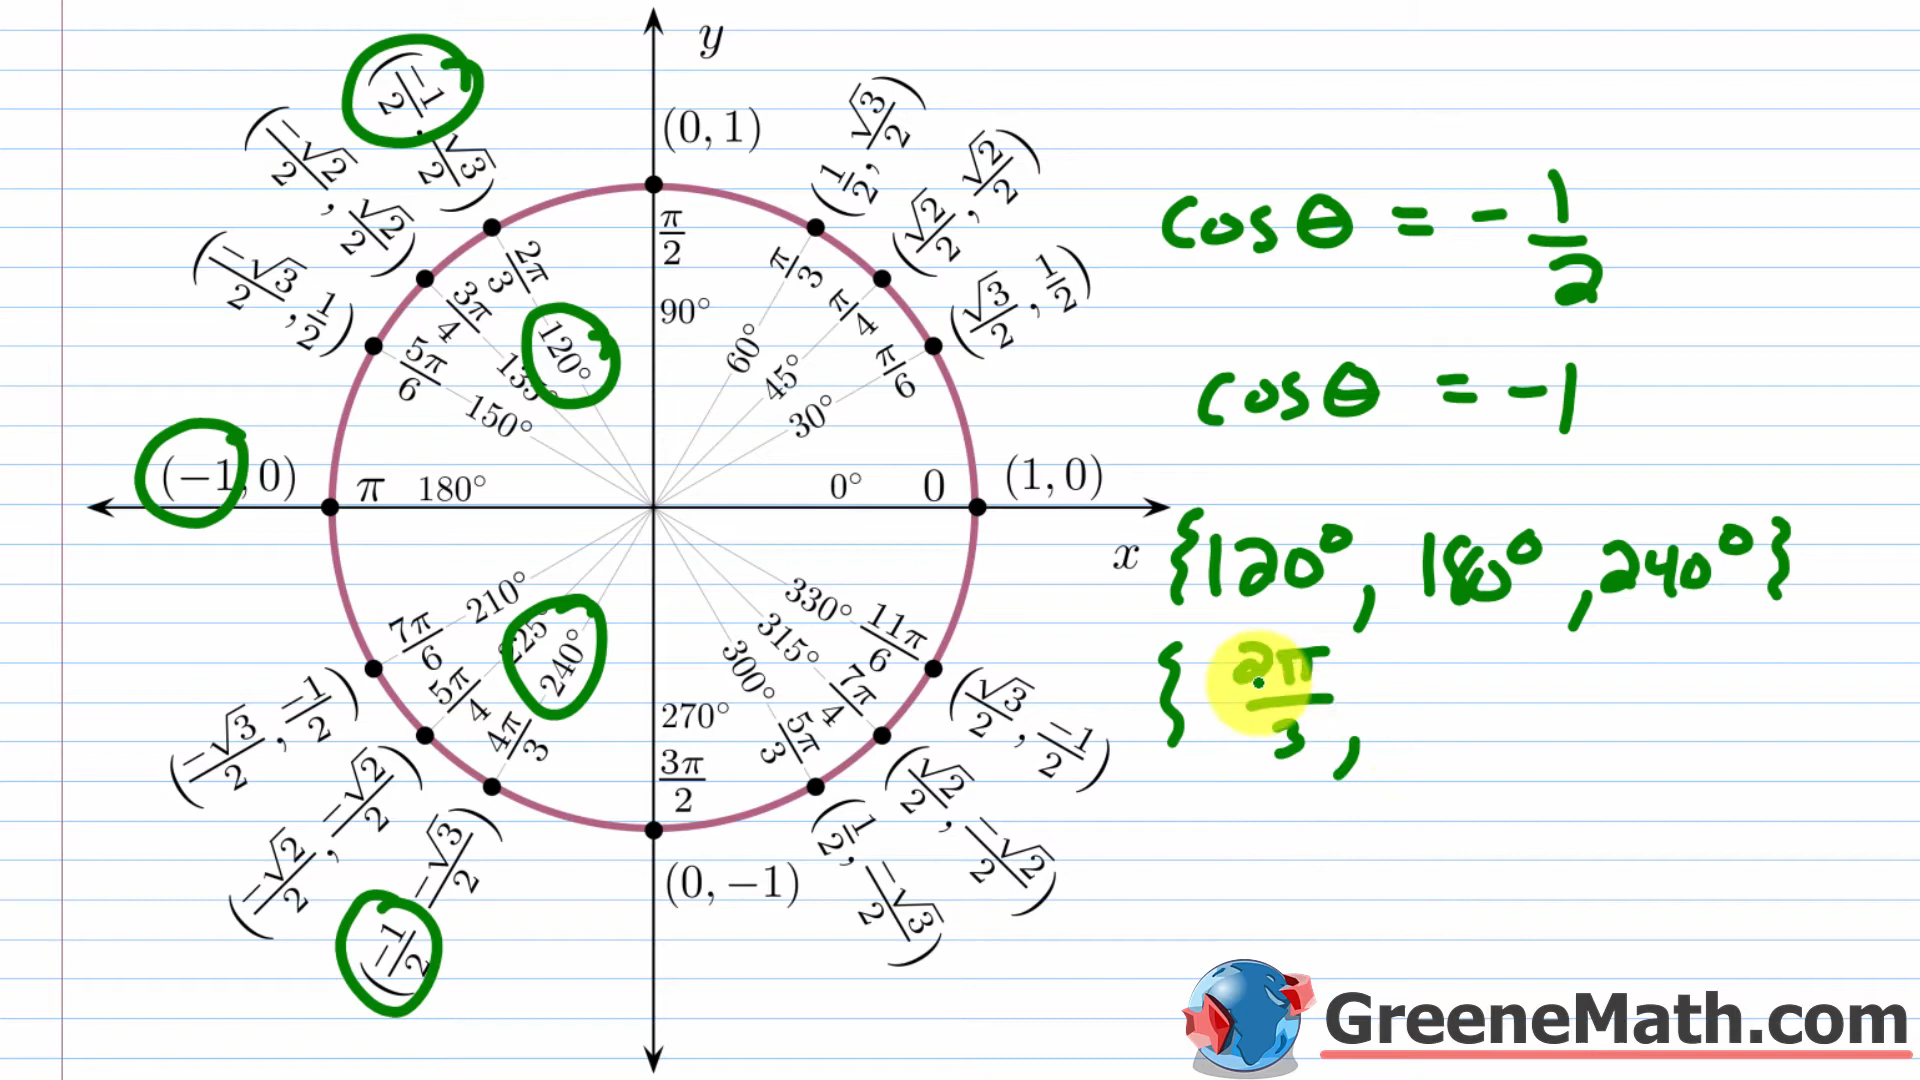 y
(0, 1)
(-1/2, √3/2)
(-√2/2, √2/2)
(-√3/2, 1/2)
(1/2, √3/2)
(√2/2, √2/2)
(√3/2, 1/2)
π/2
90°
2π/3
120°
3π/4
135°
5π/6
150°
π/3
60°
π/4
45°
π/6
30°
(-1, 0)
π 180°
0° 0
(1, 0)
x
7π/6 210°
5π/4 225°
4π/3 240°
270°
3π/2
330° 11π/6
315° 7π/4
300° 5π/3
(-√3/2, -1/2)
(-√2/2, -√2/2)
(-1/2, -√3/2)
(0, -1)
(√3/2, -1/2)
(√2/2, -√2/2)
(1/2, -√3/2)
cosθ = -1/2
cosθ = -1
{120°, 180°, 240°}
{2π/3,
GreeneMath.com